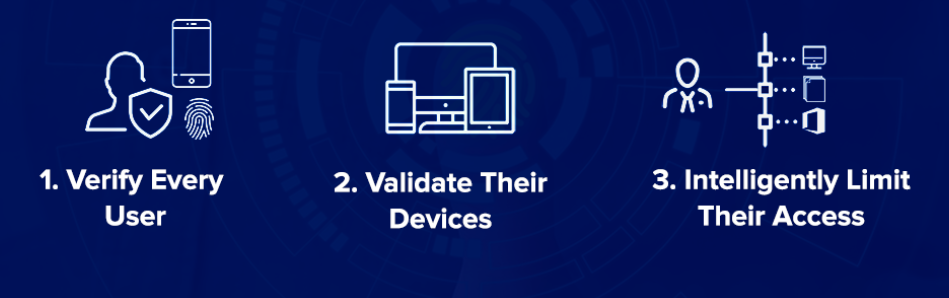 1. Verify Every
User
2. Validate Their
Devices
3. Intelligently Limit
Their Access